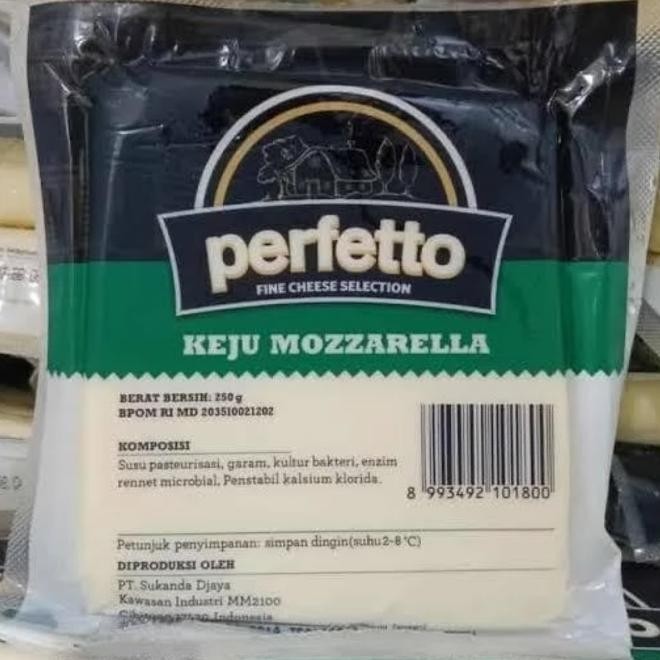 perfetto
FINE CHEESE SELECTION
KEJU MOZZARELLA
BERAT BERSIH: 250 g
BPOM RI MD 203510021202
KOMPOSISI
Susu pasteurisasi, garam, kultur bakteri, enzim
rennet microbial, Penstabil kalsium klorida.
8 993492 101800
Petunjuk penyimpanan: simpan dingin(suhu 2-8 °C)
DIPRODUKSI OLEH
PT. Sukanda Djaya
Kawasan Industri MM2100
Indonesia